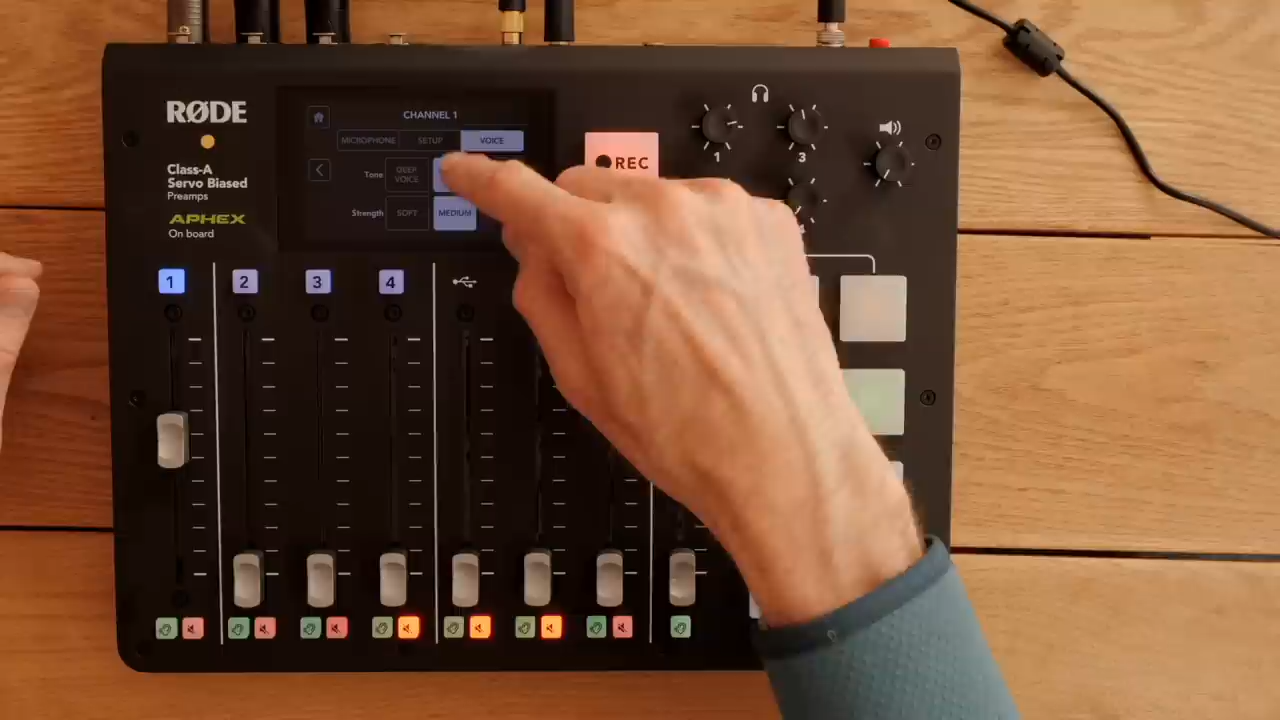 RØDE
Class-A
Servo Biased
Preamps
APHEX
On board
CHANNEL 1
MICROPHONE SETUP VOICE
Tone DEEP VOICE
Strength SOFT MEDIUM
REC
1 3
1 2 3 4